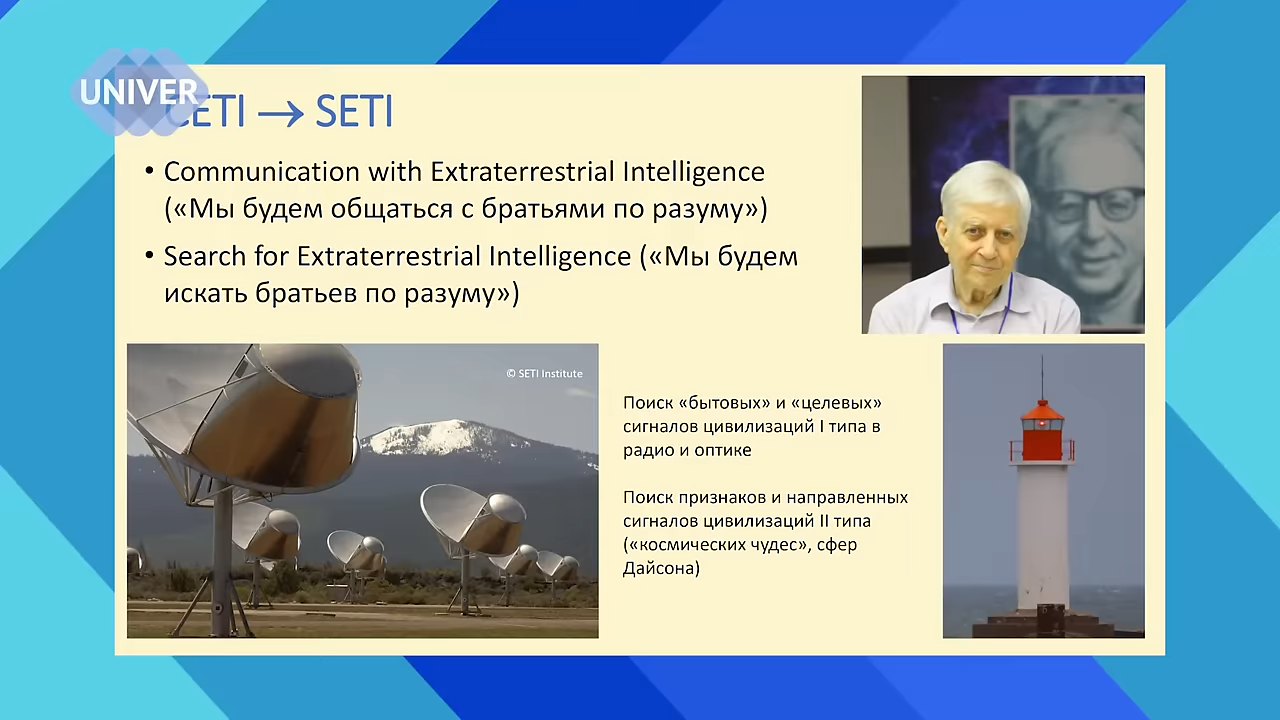 UNIVER
CETI → SETI
• Communication with Extraterrestrial Intelligence
(«Мы будем общаться с братьями по разуму»)
• Search for Extraterrestrial Intelligence («Мы будем
искать братьев по разуму»)
© SETI Institute
Поиск «бытовых» и «целевых»
сигналов цивилизаций I типа в
радио и оптике
Поиск признаков и направленных
сигналов цивилизаций II типа
(«космических чудес», сфер
Дайсона)